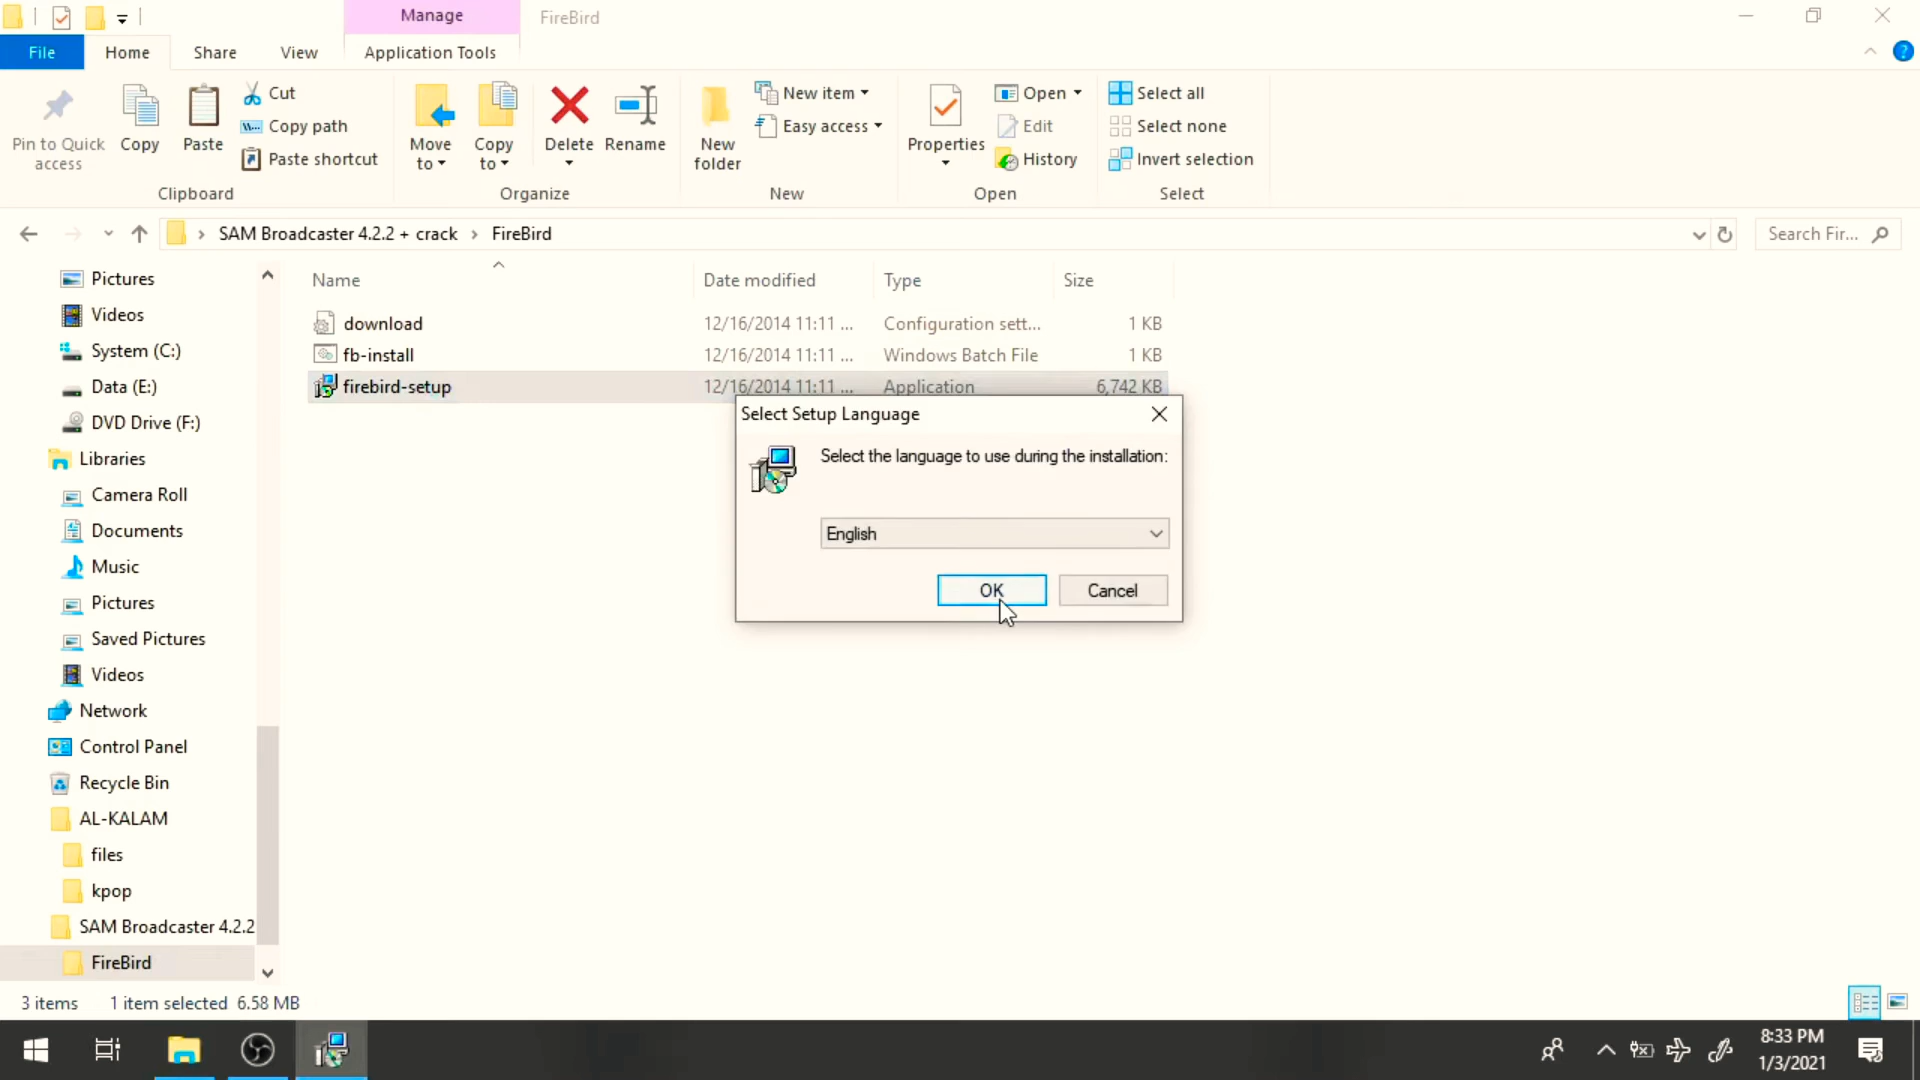 Manage
FireBird
File
Home
Share
View
Application Tools
Pin to Quick access
Copy
Paste
Cut
Copy path
Paste shortcut
Clipboard
Move to
Copy to
Delete
Rename
Organize
New folder
New item
Easy access
New
Properties
Open
Edit
History
Open
Select all
Select none
Invert selection
Select
SAM Broadcaster 4.2.2 + crack
FireBird
Search Fir...
Name
Date modified
Type
Size
download 12/16/2014 11:11 ... Configuration sett... 1 KB
fb-install 12/16/2014 11:11 ... Windows Batch File 1 KB
firebird-setup 12/16/2014 11:11 ... Application 6,742 KB
Select Setup Language
Select the language to use during the installation:
English
OK
Cancel
Pictures
Videos
System (C:)
Data (E:)
DVD Drive (F:)
Libraries
Camera Roll
Documents
Music
Pictures
Saved Pictures
Videos
Network
Control Panel
Recycle Bin
AL-KALAM
files
kpop
SAM Broadcaster 4.2.2
FireBird
3 items
1 item selected 6.58 MB
8:33 PM
1/3/2021